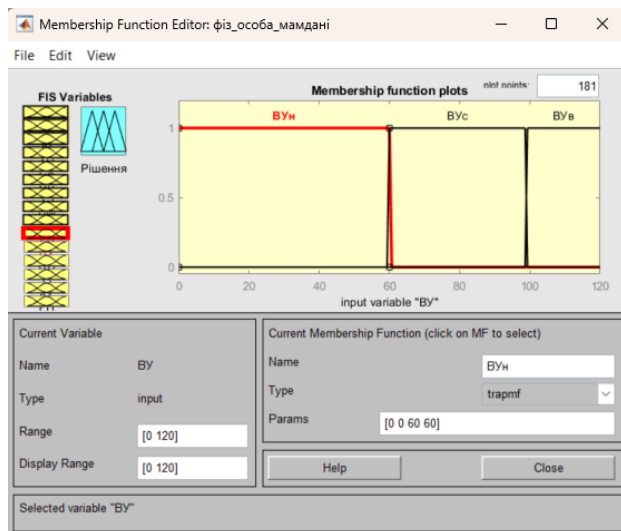 Membership Function Editor: фіз_особа_мамдані
File Edit View
FIS Variables
Рішення
Membership function plots
plot points:
181
ВУн ВУс ВУв
1
0.5
0
0 20 40 60 80 100 120
input variable "ВУ"
Current Variable
Name ВУ
Type input
Range [0 120]
Display Range [0 120]
Current Membership Function (click on MF to select)
Name ВУн
Type trapmf
Params [0 0 60 60]
Help Close
Selected variable "ВУ"